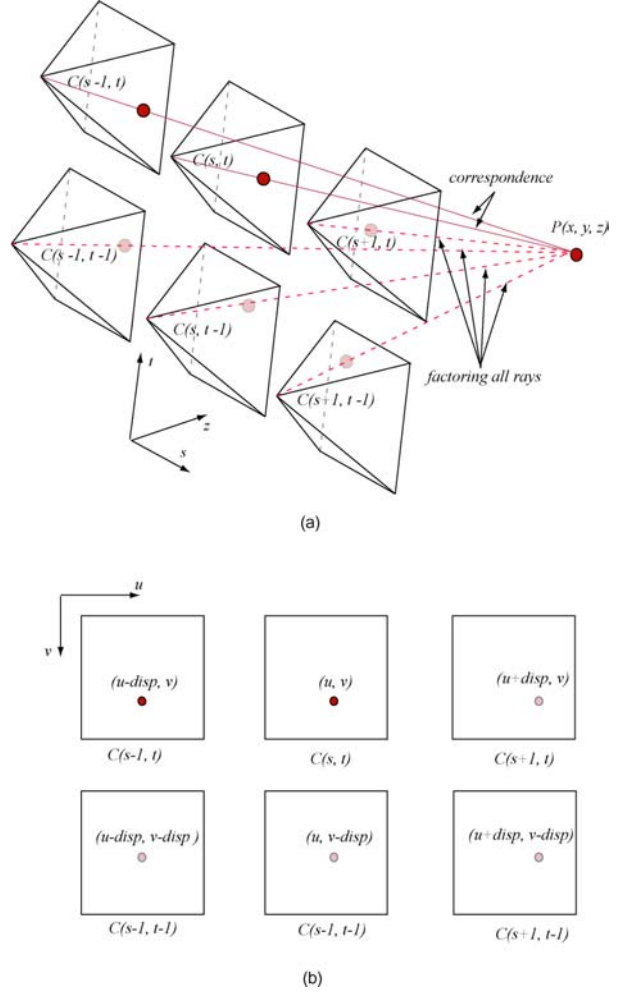 C(s -1, t)
C(s, t)
correspondence
P(x, y, z)
C(s+1, t)
C(s -1, t -1)
C(s, t -1)
factoring all rays
C(s+1, t -1)
t
z
s
(a)
u
v
(u-disp, v)
(u, v)
(u+disp, v)
C(s-1, t)
C(s, t)
C(s+1, t)
(u-disp, v-disp )
(u, v-disp)
(u+disp, v-disp)
C(s-1, t-1)
C(s-1, t-1)
C(s+1, t-1)
(b)